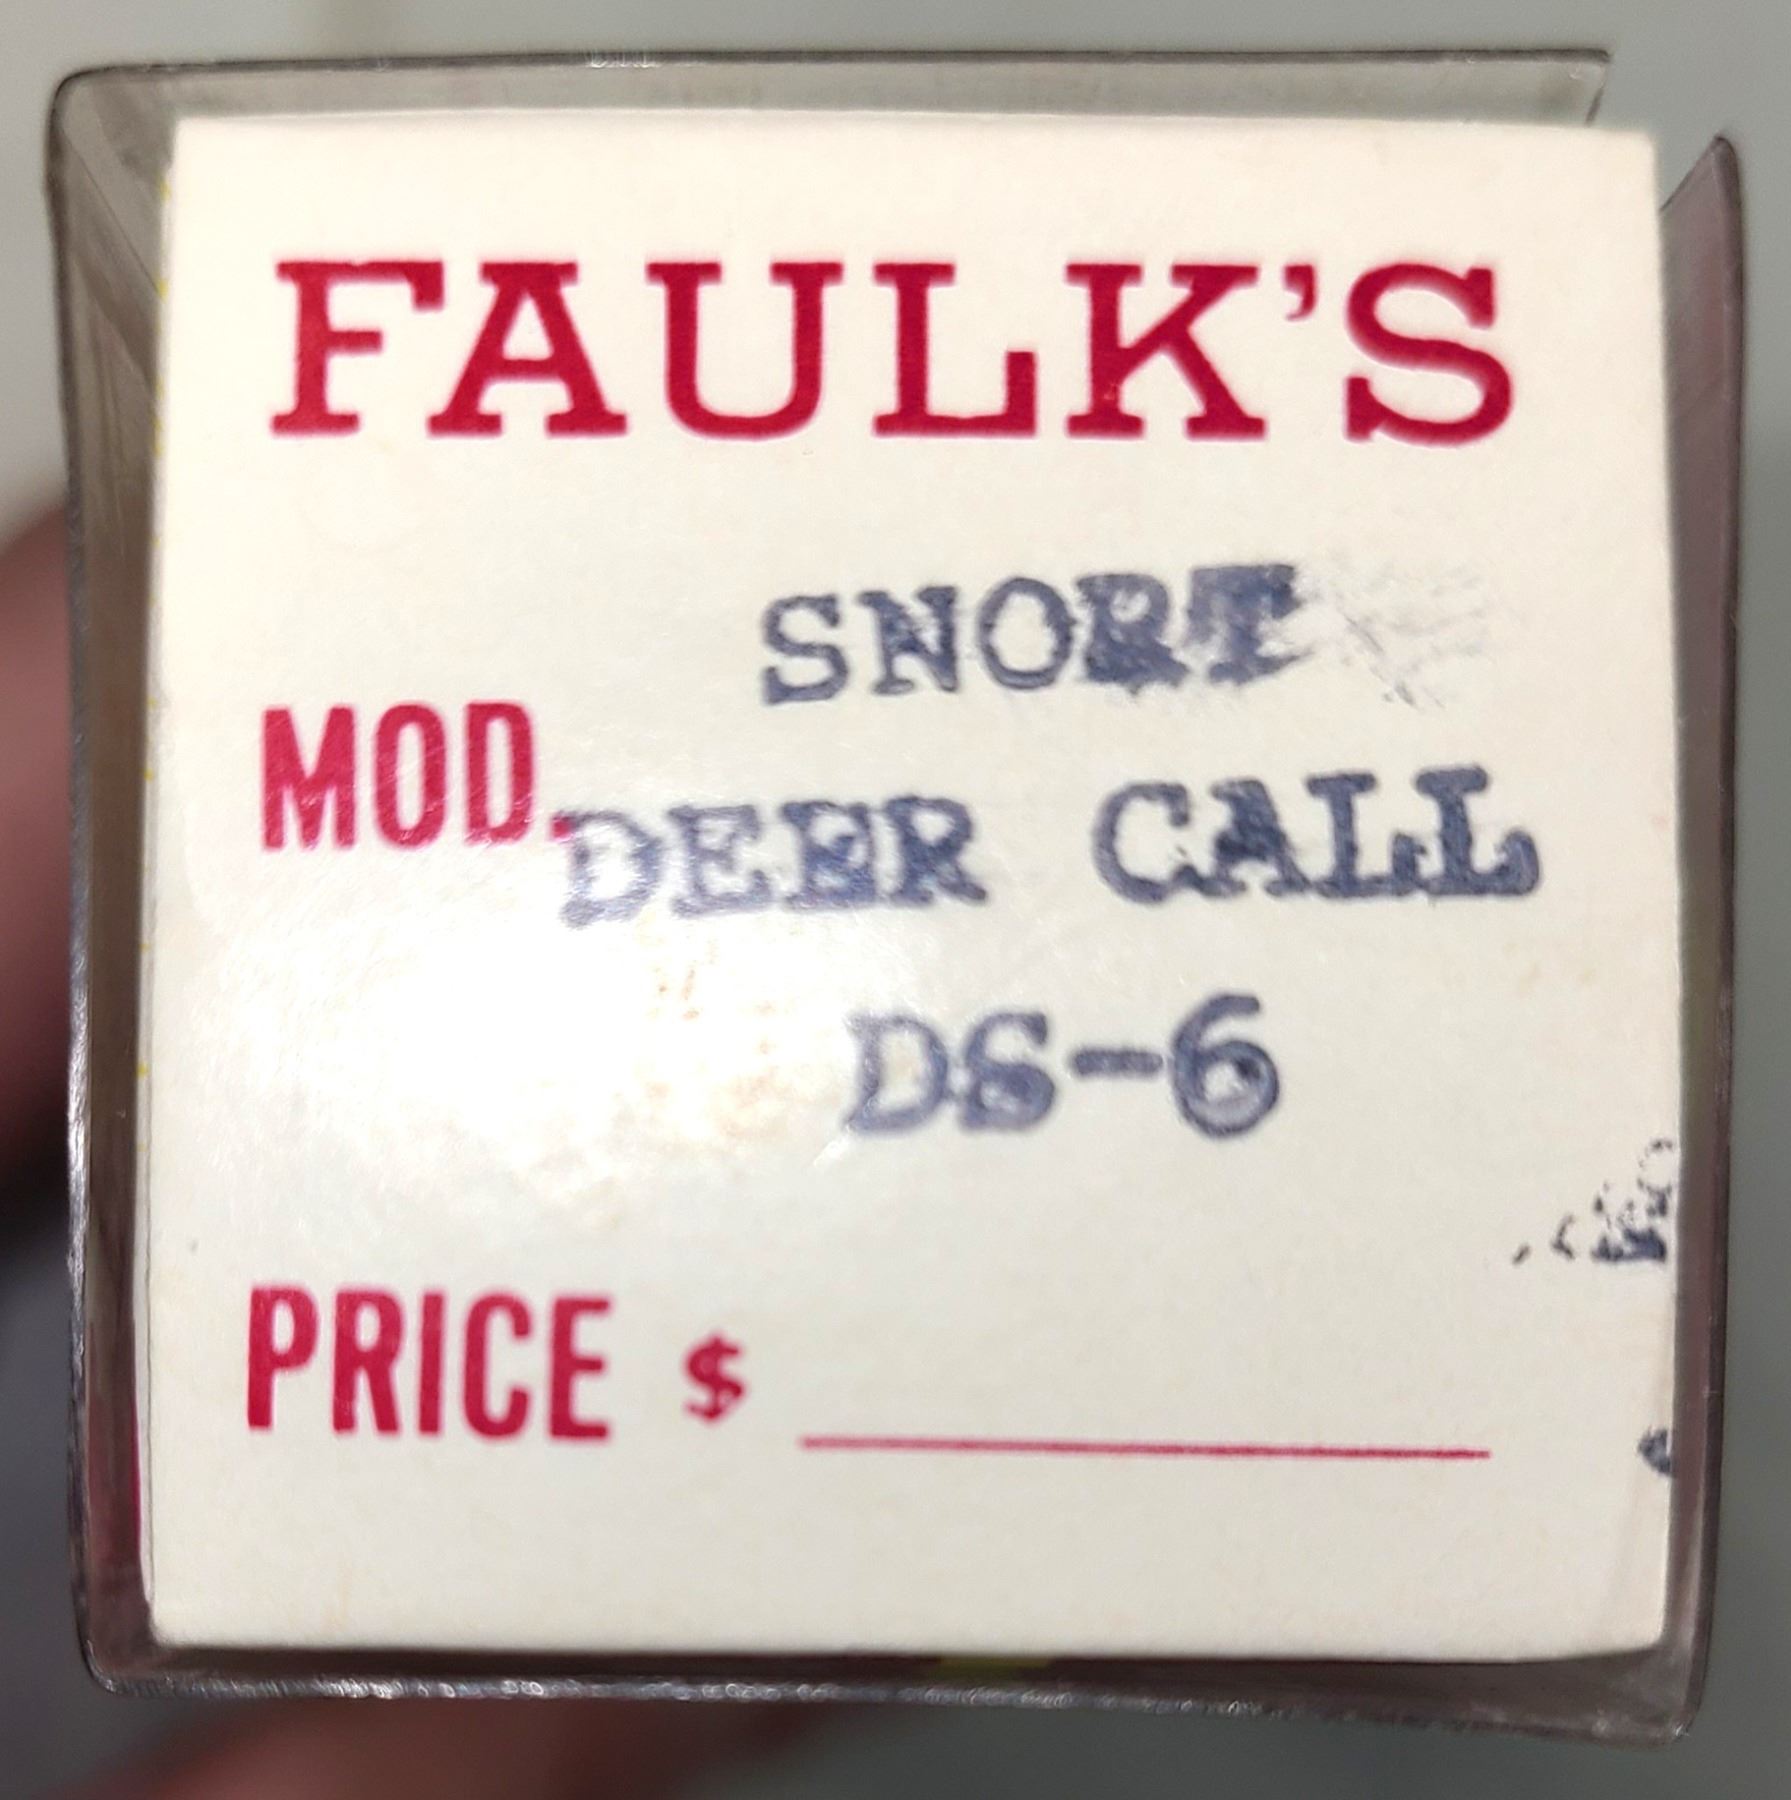 FAULK'S
SNORT
MOD. DEER CALL
DS-6
PRICE $